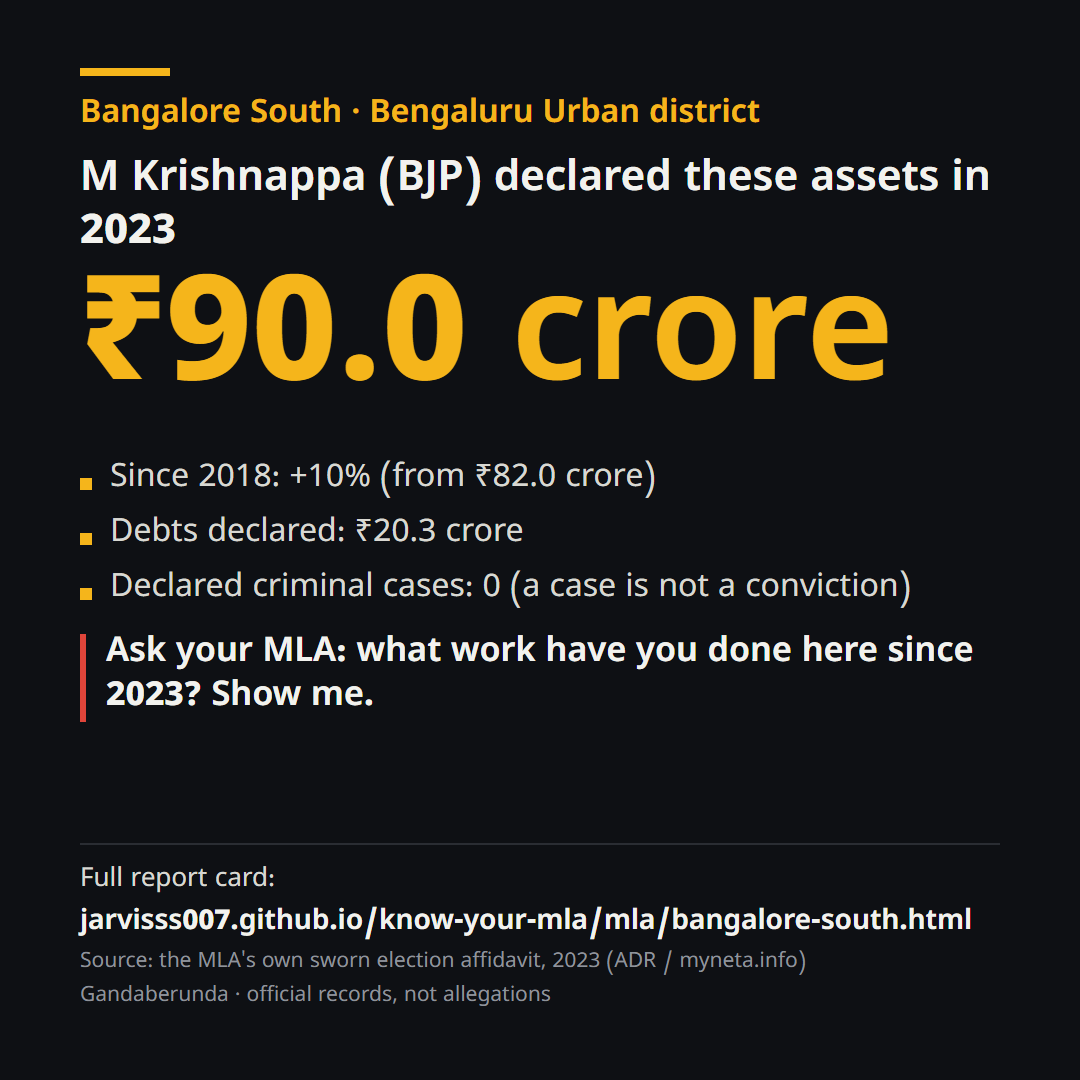 Bangalore South · Bengaluru Urban district
M Krishnappa (BJP) declared these assets in
2023
₹90.0 crore
Since 2018: +10% (from ₹82.0 crore)
Debts declared: ₹20.3 crore
Declared criminal cases: 0 (a case is not a conviction)
Ask your MLA: what work have you done here since
2023? Show me.
Full report card:
jarvisss007.github.io/know-your-mla/mla/bangalore-south.html
Source: the MLA's own sworn election affidavit, 2023 (ADR / myneta.info)
Gandaberunda · official records, not allegations